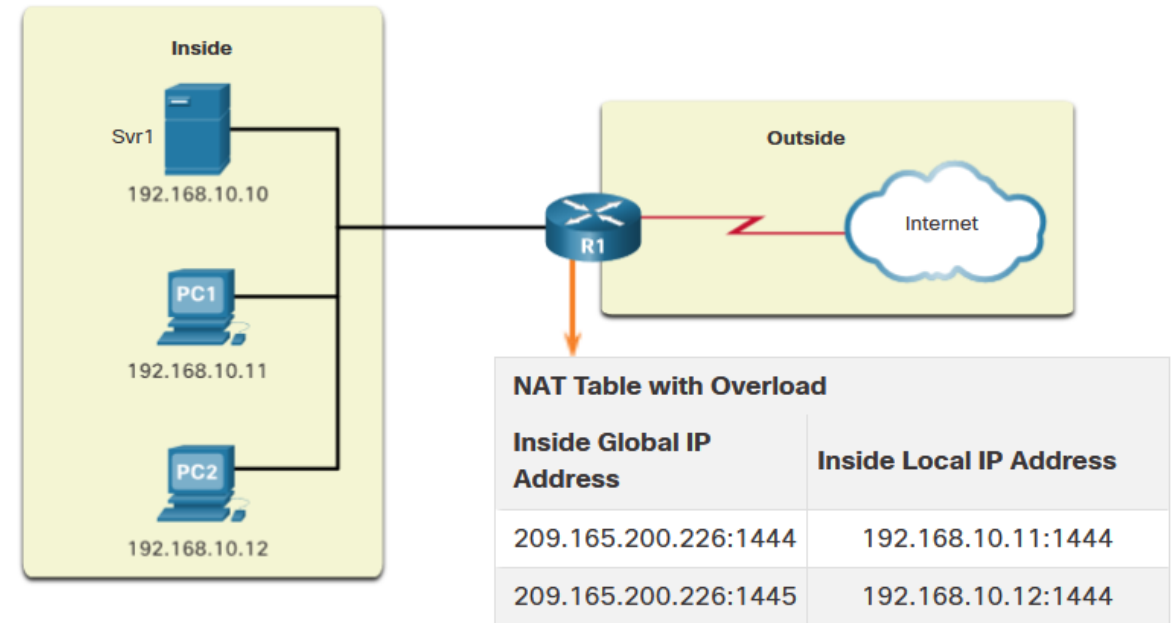 Inside
Svr1
192.168.10.10
PC1
192.168.10.11
PC2
192.168.10.12
Outside
Internet
R1
NAT Table with Overload
Inside Global IP
Address
Inside Local IP Address
209.165.200.226:1444 192.168.10.11:1444
209.165.200.226:1445 192.168.10.12:1444